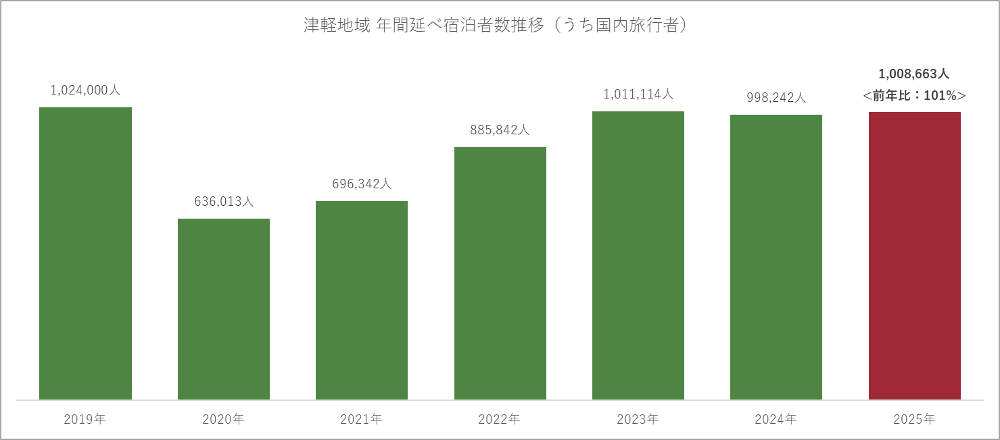 津軽地域 年間延べ宿泊者数推移（うち国内旅行者）
1,024,000人
636,013人
696,342人
885,842人
1,011,114人
998,242人
1,008,663人
<前年比：101%>
2019年
2020年
2021年
2022年
2023年
2024年
2025年